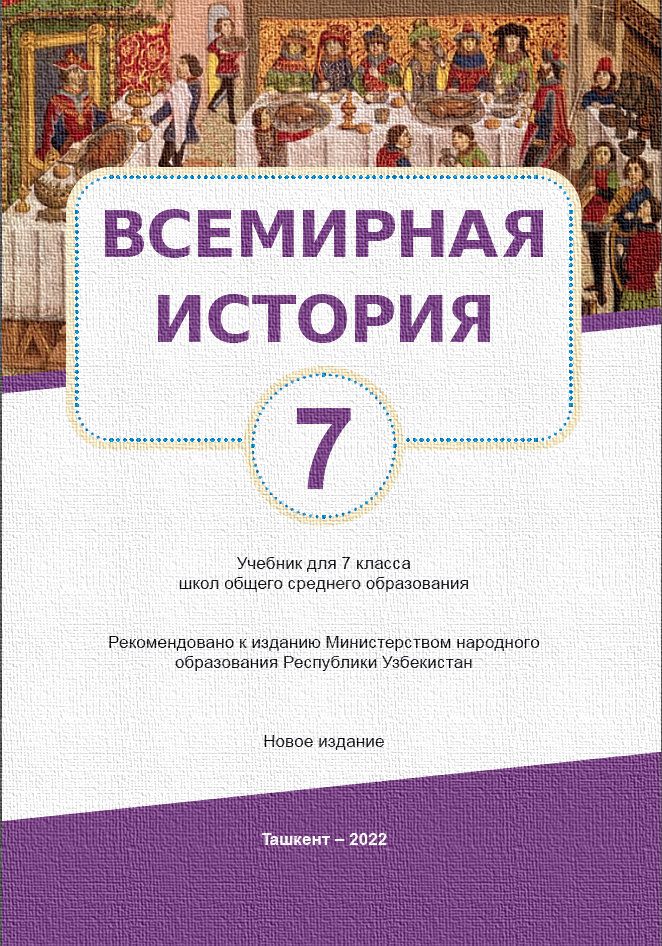 ВСЕМИРНАЯ
ИСТОРИЯ
7
Учебник для 7 класса
школ общего среднего образования
Рекомендовано к изданию Министерством народного
образования Республики Узбекистан
Новое издание
Ташкент – 2022